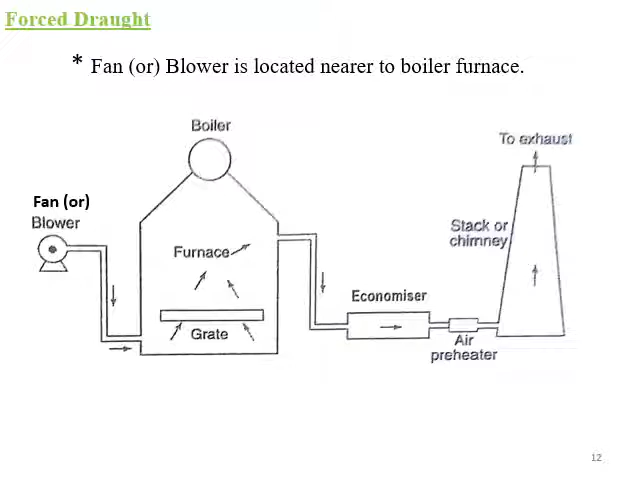 Forced Draught
* Fan (or) Blower is located nearer to boiler furnace.
Boiler
To exhaust
Fan (or)
Blower
Stack or
chimney
Furnace
Economiser
Grate
Air
preheater
12